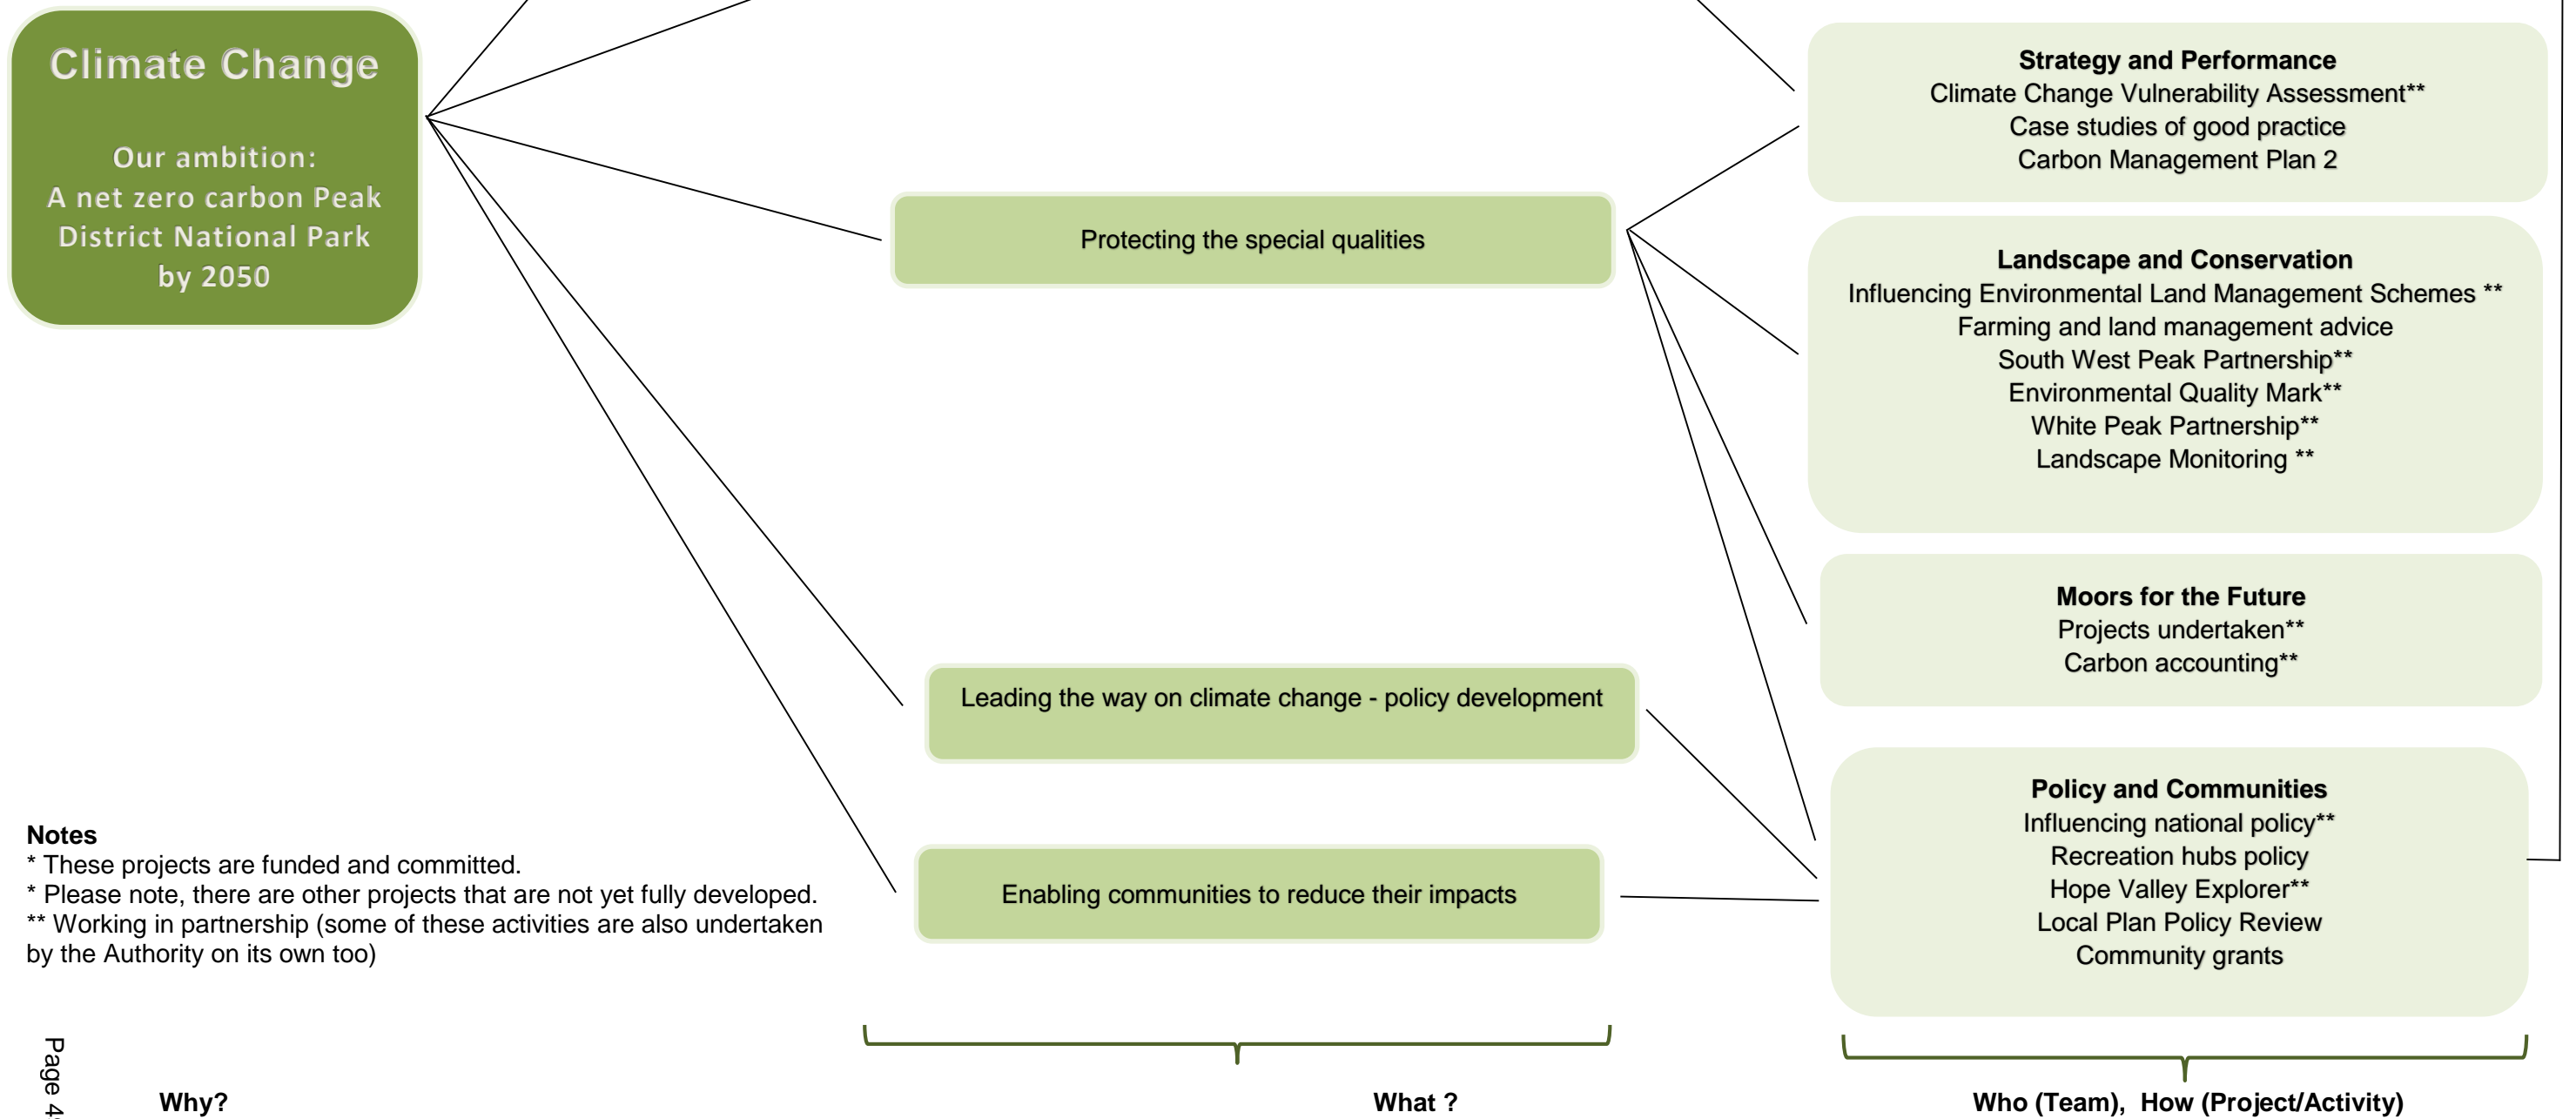 Climate Change
Our ambition:
A net zero carbon Peak
District National Park
by 2050
Protecting the special qualities
Leading the way on climate change - policy development
Enabling communities to reduce their impacts
Strategy and Performance
Climate Change Vulnerability Assessment**
Case studies of good practice
Carbon Management Plan 2
Landscape and Conservation
Influencing Environmental Land Management Schemes **
Farming and land management advice
South West Peak Partnership**
Environmental Quality Mark**
White Peak Partnership**
Landscape Monitoring **
Moors for the Future
Projects undertaken**
Carbon accounting**
Policy and Communities
Influencing national policy**
Recreation hubs policy
Hope Valley Explorer**
Local Plan Policy Review
Community grants
Notes
* These projects are funded and committed.
* Please note, there are other projects that are not yet fully developed.
** Working in partnership (some of these activities are also undertaken
by the Authority on its own too)
Page
Why?
What ?
Who (Team), How (Project/Activity)